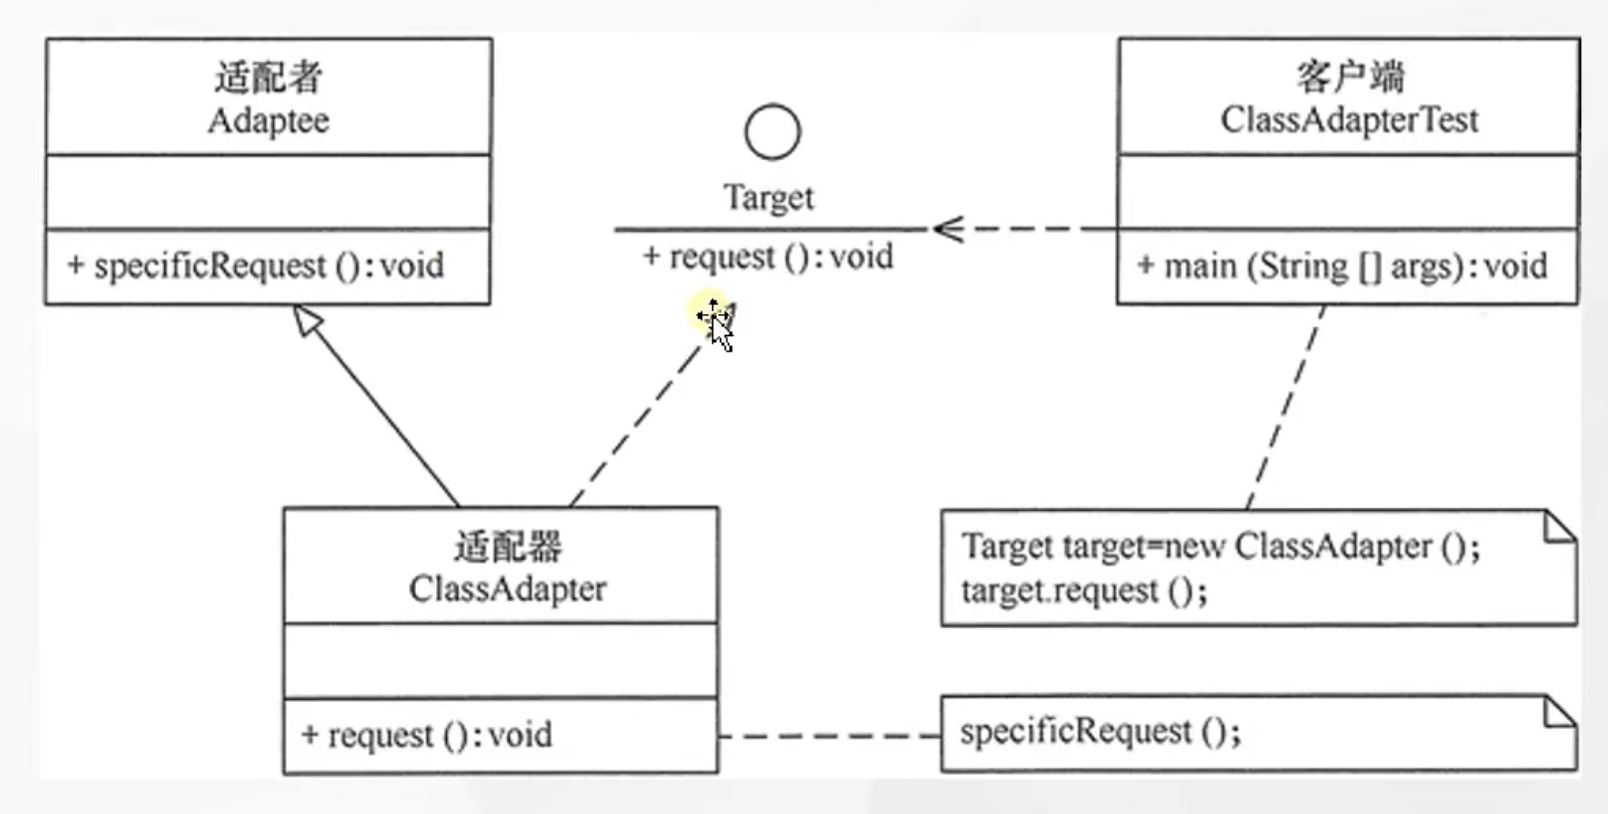 适配者
Adaptee
+ specificRequest ():void
Target
+ request ():void
客户端
ClassAdapterTest
+ main (String [] args):void
适配器
ClassAdapter
+ request ():void
Target target=new ClassAdapter ();
target.request ();
specificRequest ();